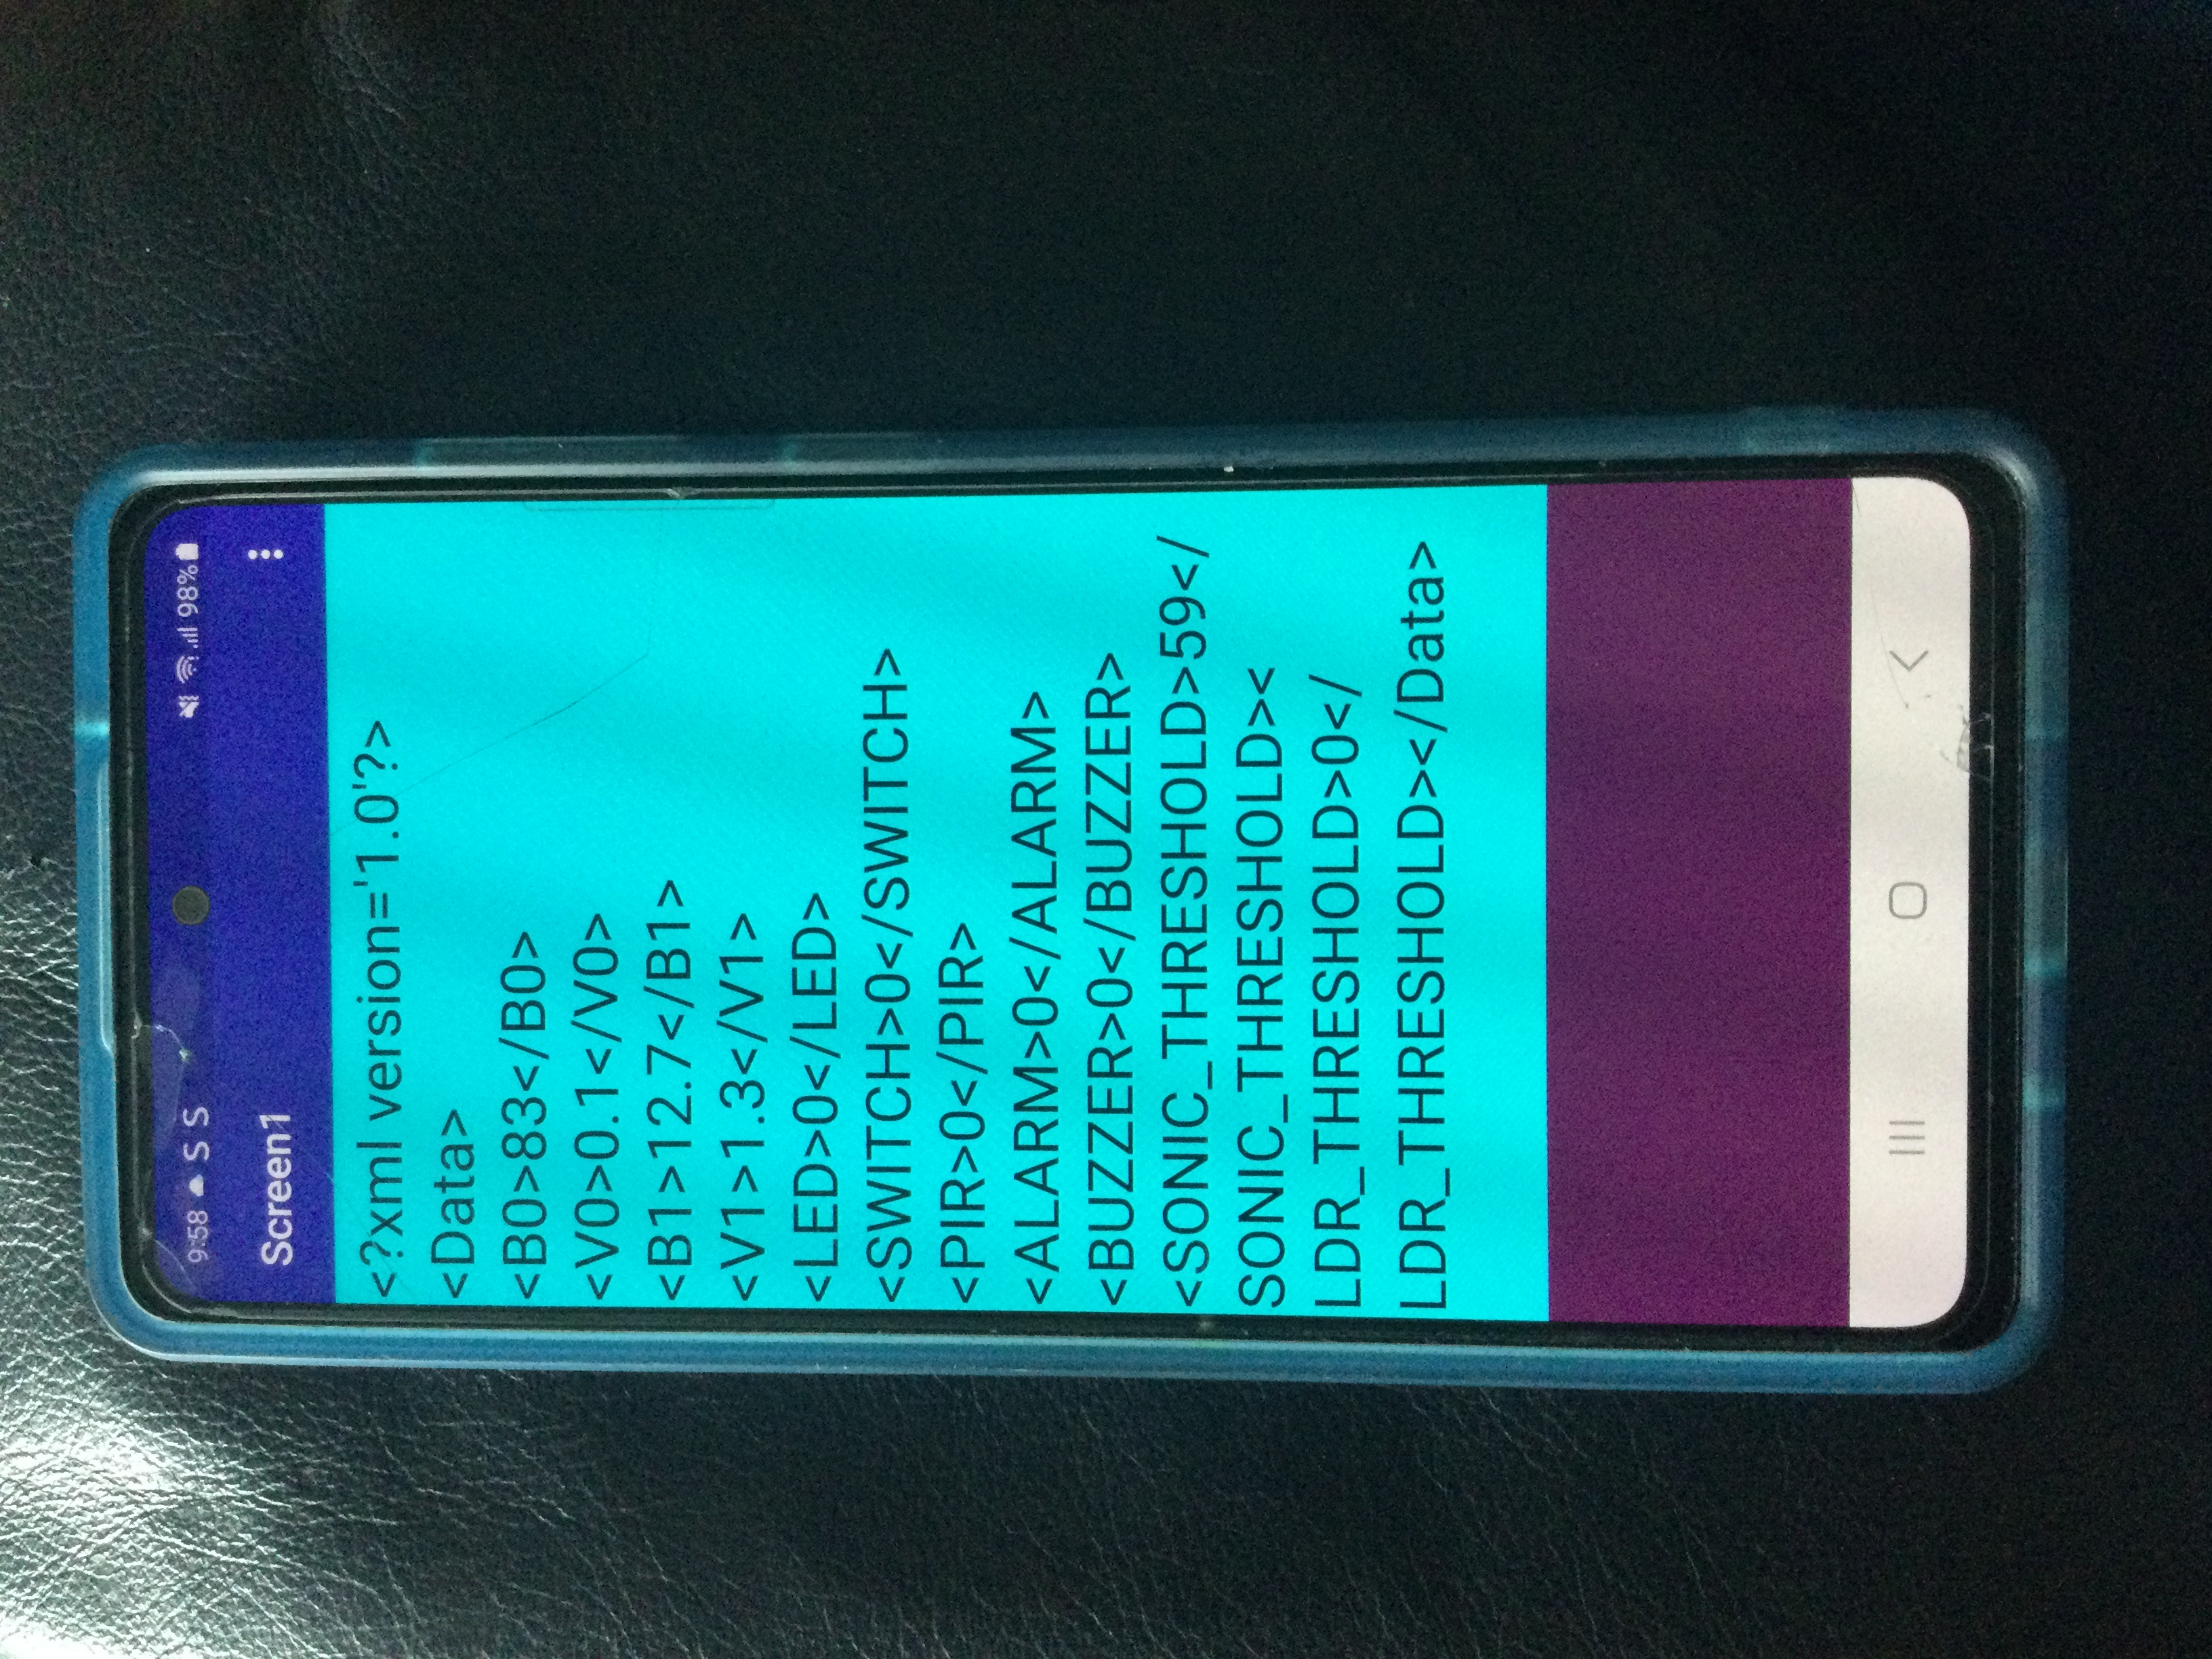 9:58 S S 98%
Screen1
<?xml version='1.0'?>
<Data>
<B0>83</B0>
<V0>0.1</V0>
<B1>12.7</B1>
<V1>1.3</V1>
<LED>0</LED>
<SWITCH>0</SWITCH>
<PIR>0</PIR>
<ALARM>0</ALARM>
<BUZZER>0</BUZZER>
<SONIC_THRESHOLD>59</
SONIC_THRESHOLD><
LDR_THRESHOLD>0</
LDR_THRESHOLD></Data>